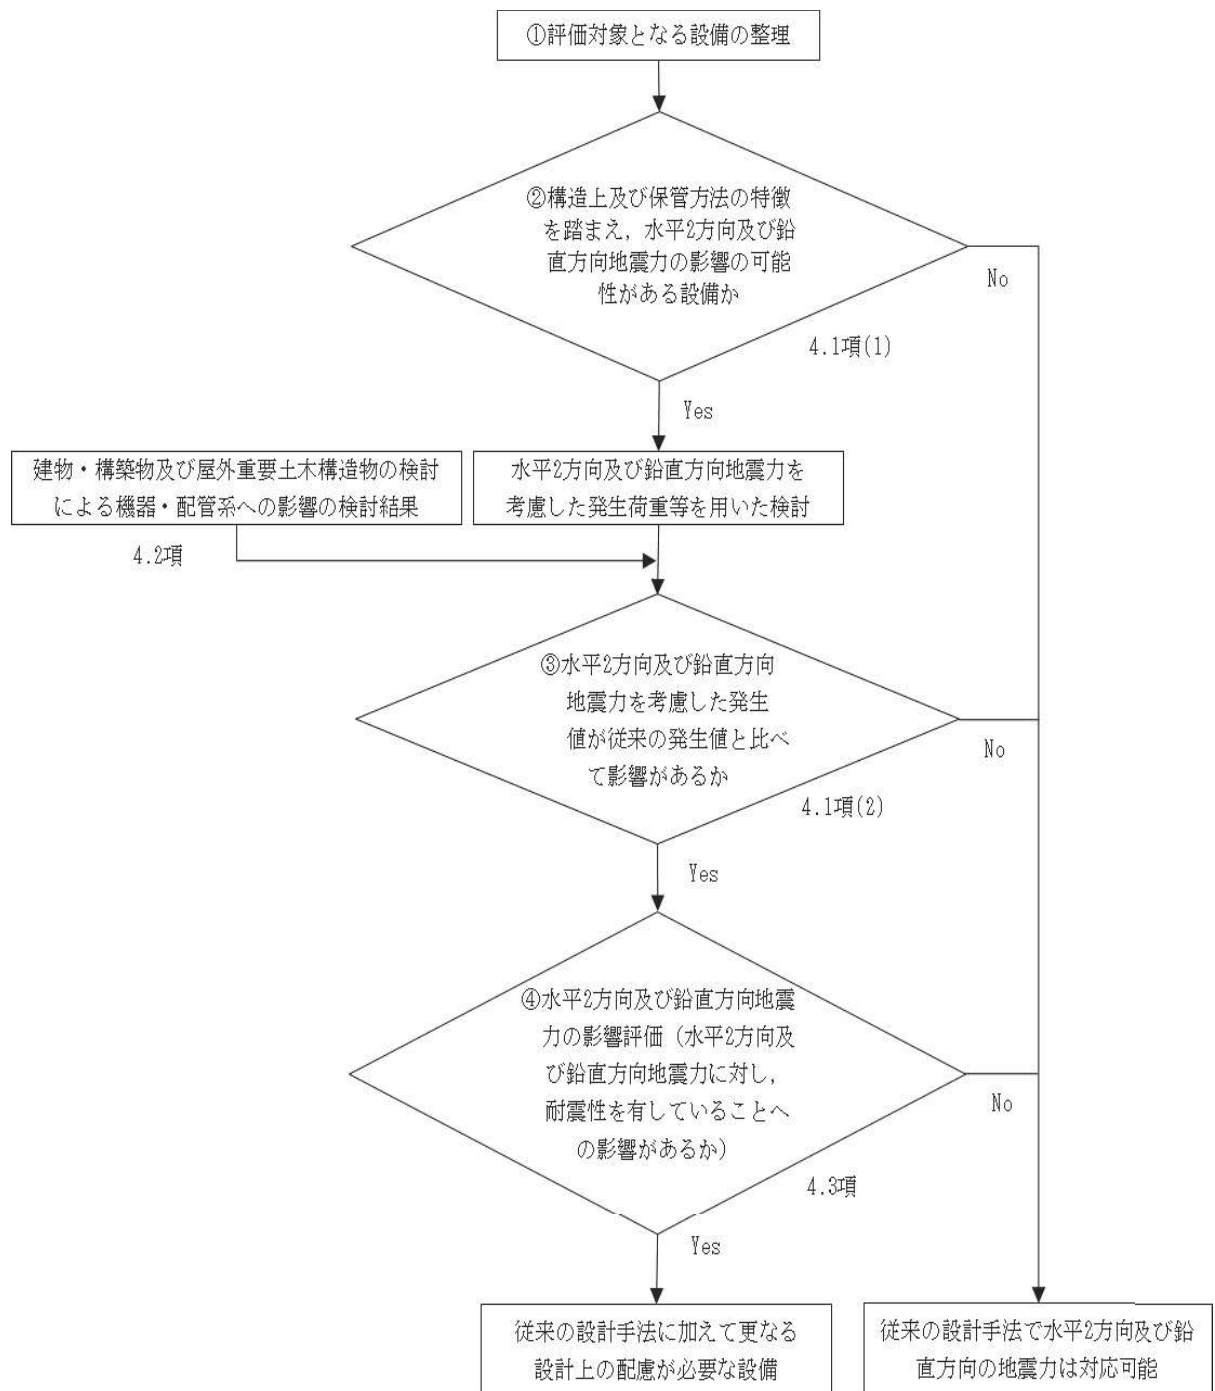 ①評価対象となる設備の整理
②構造上及び保管方法の特徴
を踏まえ，水平2方向及び鉛
直方向地震力の影響の可能
性がある設備か
No
4.1項(1)
Yes
建物・構築物及び屋外重要土木構造物の検討
による機器・配管系への影響の検討結果
水平2方向及び鉛直方向地震力を
考慮した発生荷重等を用いた検討
4.2項
③水平2方向及び鉛直方向
地震力を考慮した発生
値が従来の発生値と比べ
て影響があるか
No
4.1項(2)
Yes
④水平2方向及び鉛直方向地震
力の影響評価（水平2方向及
び鉛直方向地震力に対し，
耐震性を有していることへ
の影響があるか）
No
4.3項
Yes
従来の設計手法に加えて更なる
設計上の配慮が必要な設備
従来の設計手法で水平2方向及び鉛
直方向の地震力は対応可能